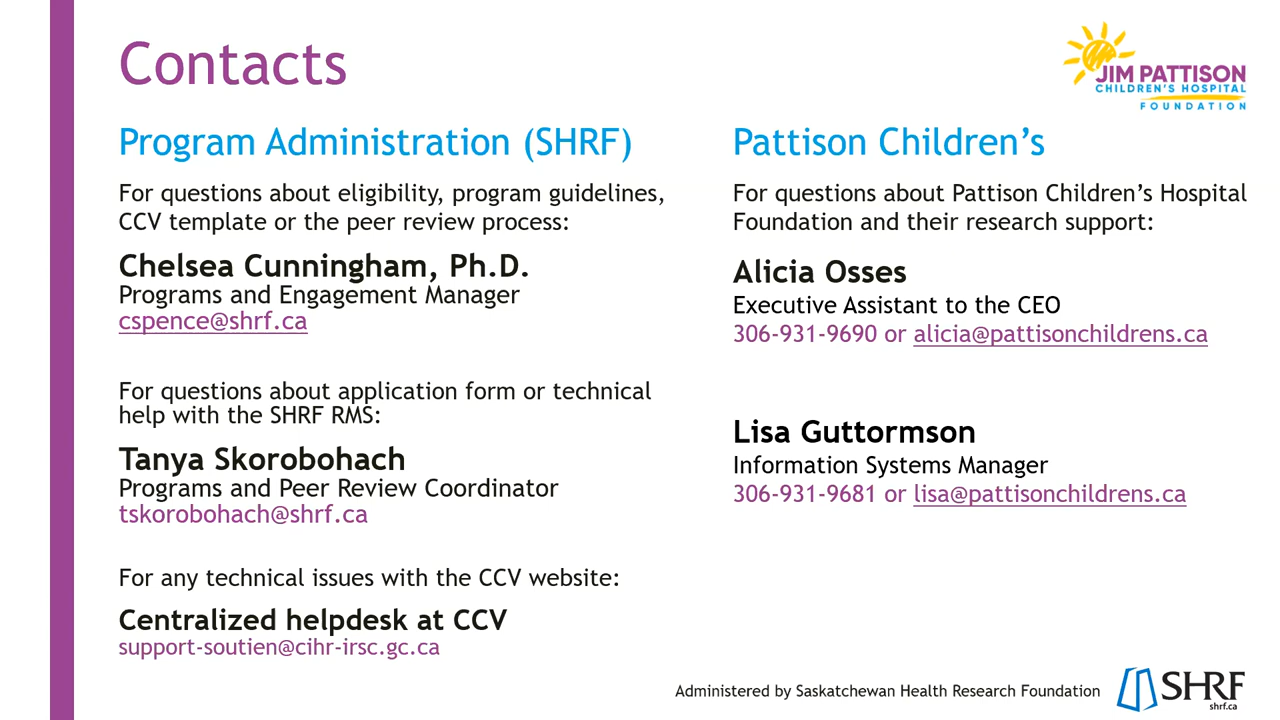 Contacts
JIM PATTISON
CHILDREN'S HOSPITAL
FOUNDATION
Program Administration (SHRF)
For questions about eligibility, program guidelines,
CCV template or the peer review process:
Chelsea Cunningham, Ph.D.
Programs and Engagement Manager
cspence@shrf.ca
For questions about application form or technical
help with the SHRF RMS:
Tanya Skorobohach
Programs and Peer Review Coordinator
tskorobohach@shrf.ca
For any technical issues with the CCV website:
Centralized helpdesk at CCV
support-soutien@cihr-irsc.gc.ca
Pattison Children’s
For questions about Pattison Children’s Hospital
Foundation and their research support:
Alicia Osses
Executive Assistant to the CEO
306-931-9690 or alicia@pattisonchildrens.ca
Lisa Guttormson
Information Systems Manager
306-931-9681 or lisa@pattisonchildrens.ca
Administered by Saskatchewan Health Research Foundation
SHRF
shrf.ca